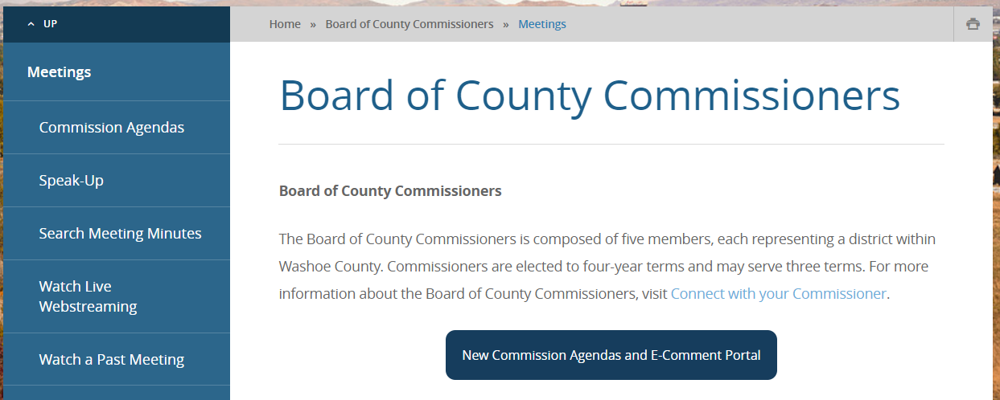 UP
Home » Board of County Commissioners » Meetings
Meetings
Commission Agendas
Speak-Up
Search Meeting Minutes
Watch Live
Webstreaming
Watch a Past Meeting
Board of County Commissioners
Board of County Commissioners
The Board of County Commissioners is composed of five members, each representing a district within
Washoe County. Commissioners are elected to four-year terms and may serve three terms. For more
information about the Board of County Commissioners, visit Connect with your Commissioner.
New Commission Agendas and E-Comment Portal